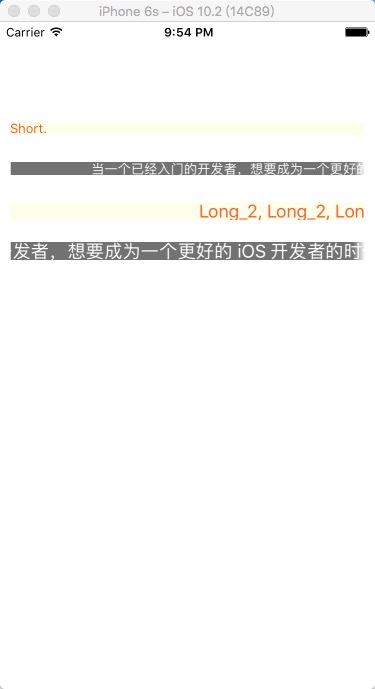 iPhone 6s – iOS 10.2 (14C89)
Carrier 9:54 PM
Short.
当一个已经入门的开发者，想要成为一个更好的
Long_2, Long_2, Lon
发者，想要成为一个更好的 iOS 开发者的时